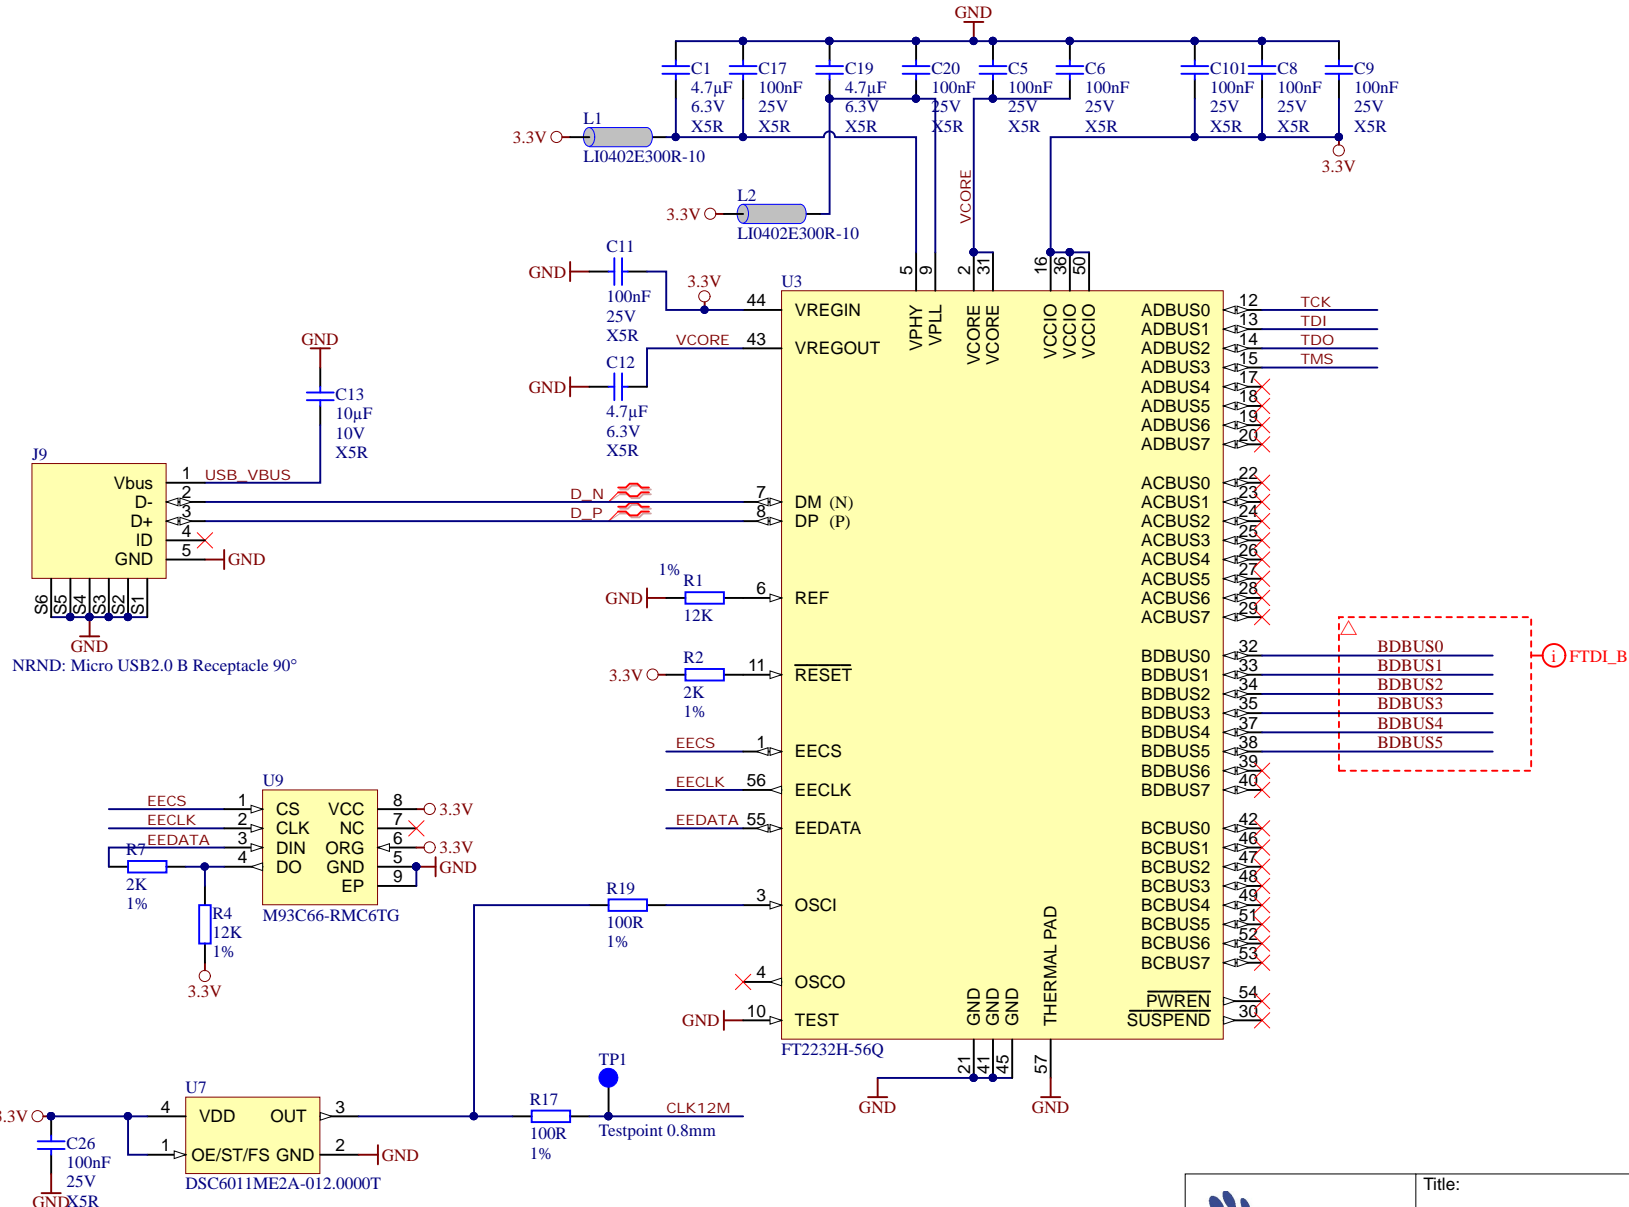 GND
C1 C17 C19 C20 C5 C6 C101 C8 C9
4.7µF 100nF 4.7µF 100nF 100nF 100nF 100nF 100nF 100nF
6.3V 25V 6.3V 25V 25V 25V 25V 25V 25V
X5R X5R X5R X5R X5R X5R X5R X5R X5R
L1
3.3V
LI0402E300R-10
3.3V
L2
3.3V
LI0402E300R-10
VCORE
C11
GND
100nF
25V
X5R
3.3V
VCORE
C12
GND
4.7µF
6.3V
X5R
GND
C13
10µF
10V
X5R
J9
Vbus 1 USB_VBUS
D- 2 D_N
D+ 3 D_P
ID 4
GND 5 GND
S6 S5 S4 S3 S2 S1
GND
NRND: Micro USB2.0 B Receptacle 90°
1%
R1
GND
12K
R2
3.3V
2K
1%
EECS
EECLK
EEDATA
U3
5 9 2 31 16 36 50
VPHY VPLL VCORE VCORE VCCIO VCCIO VCCIO
44 VREGIN
43 VREGOUT
7 DM (N)
8 DP (P)
6 REF
11 RESET
1 EECS
56 EECLK
55 EEDATA
3 OSCI
4 OSCO
GND 10 TEST
ADBUS0 12 TCK
ADBUS1 13 TDI
ADBUS2 14 TDO
ADBUS3 15 TMS
ADBUS4 17
ADBUS5 18
ADBUS6 19
ADBUS7 20
ACBUS0 22
ACBUS1 23
ACBUS2 24
ACBUS3 25
ACBUS4 26
ACBUS5 27
ACBUS6 28
ACBUS7 29
BDBUS0 32 BDBUS0
BDBUS1 33 BDBUS1
BDBUS2 34 BDBUS2
BDBUS3 35 BDBUS3
BDBUS4 37 BDBUS4
BDBUS5 38 BDBUS5
BDBUS6 39
BDBUS7 40
i FTDI_B
BCBUS0 42
BCBUS1 46
BCBUS2 47
BCBUS3 48
BCBUS4 49
BCBUS5 51
BCBUS6 52
BCBUS7 53
PWREN 54
SUSPEND 30
GND GND GND THERMAL PAD
21 41 45 57
FT2232H-56Q
GND GND
U9
EECS 1 CS VCC 8 3.3V
EECLK 2 CLK NC 7
EEDATA 3 DIN ORG 6 3.3V
4 DO GND 5 GND
EP 9
M93C66-RMC6TG
R7
2K
1%
R4
12K
1%
3.3V
R19
100R
1%
TP1
Testpoint 0.8mm
R17
100R
1%
CLK12M
U7
4 VDD OUT 3
1 OE/ST/FS GND 2 GND
DSC6011ME2A-012.0000T
3.3V
C26
100nF
25V
X5R
GND
Title: